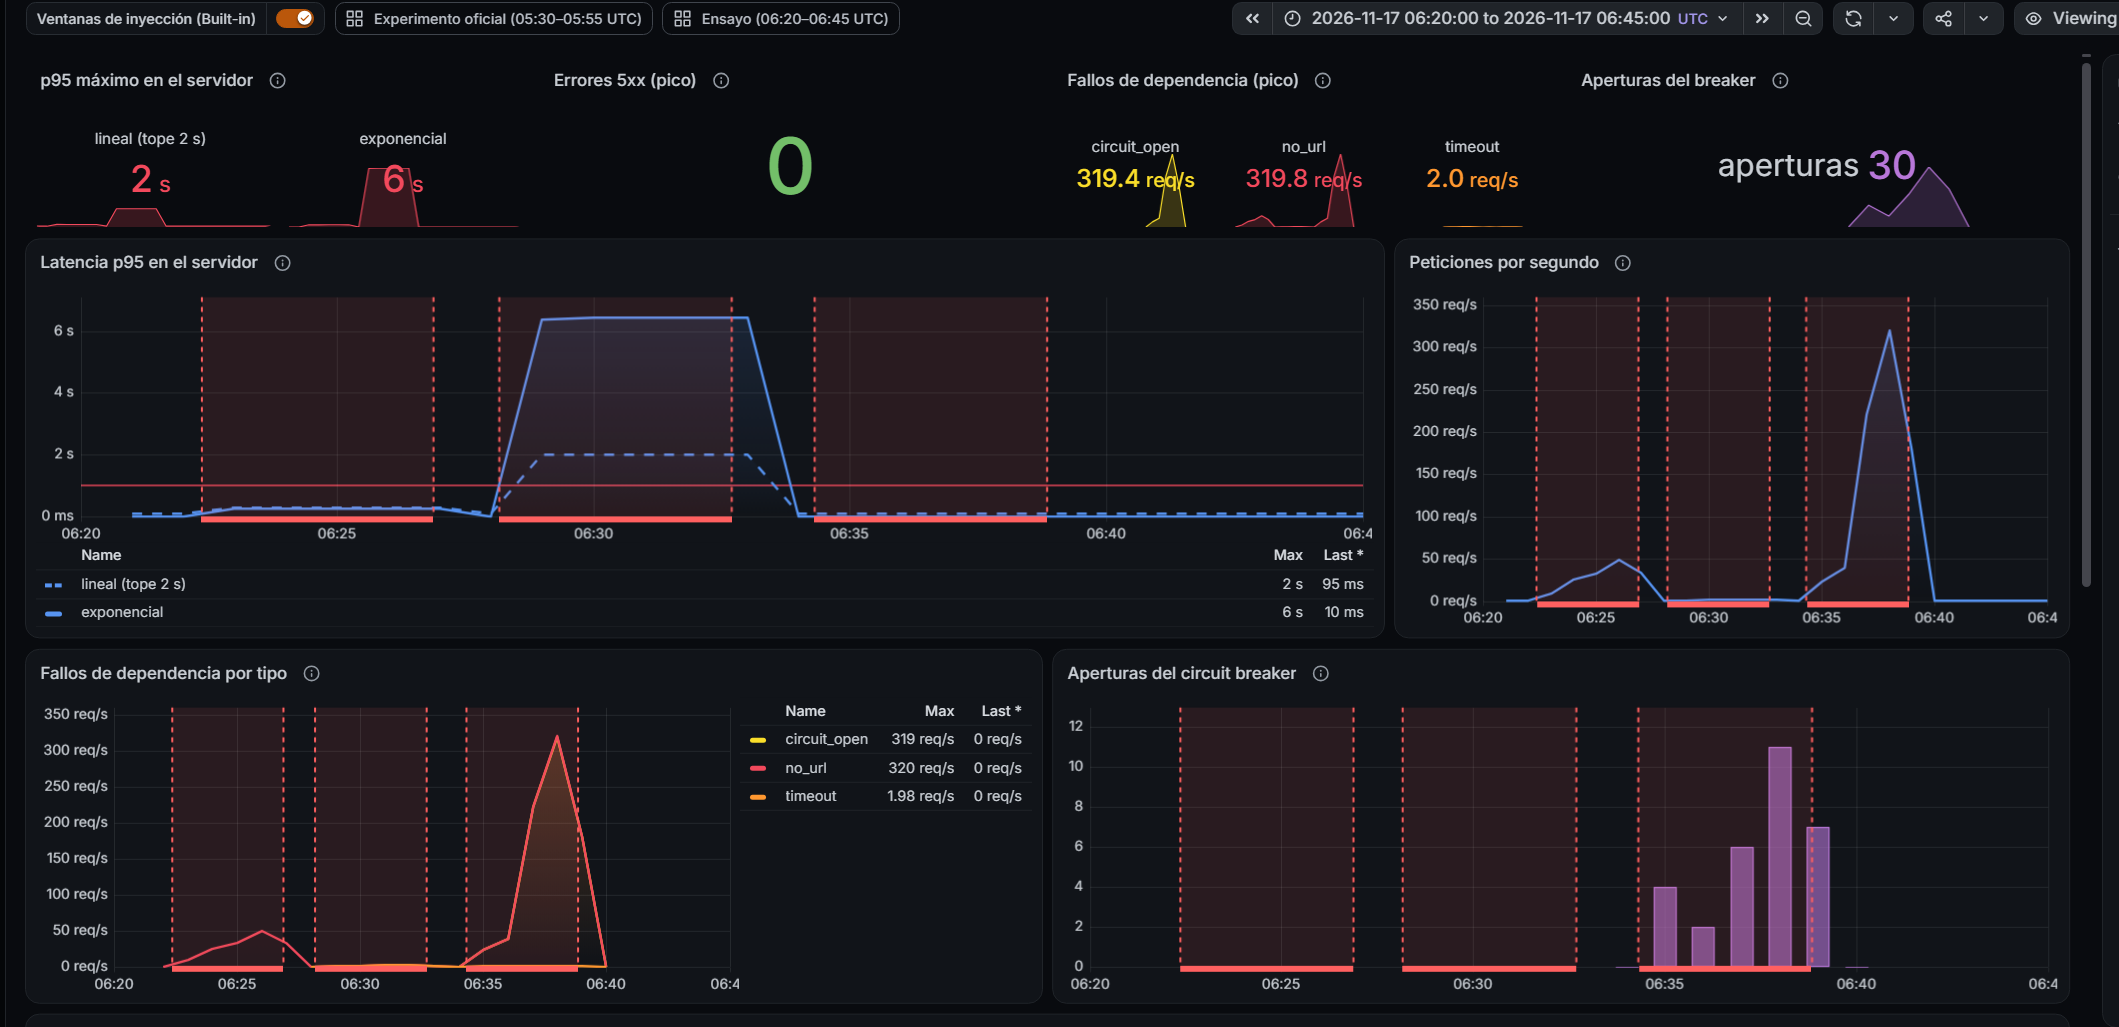 Ventanas de inyección (Built-in)
Experimento oficial (05:30–05:55 UTC)
Ensayo (06:20–06:45 UTC)
2026-11-17 06:20:00 to 2026-11-17 06:45:00 UTC
Viewing
p95 máximo en el servidor
lineal (tope 2 s)
2 s
exponencial
6 s
Errores 5xx (pico)
0
Fallos de dependencia (pico)
circuit_open
319.4 req/s
no_url
319.8 req/s
timeout
2.0 req/s
Aperturas del breaker
aperturas 30
Latencia p95 en el servidor
6 s
4 s
2 s
0 ms
06:20 06:25 06:30 06:35 06:40 06:4
Name Max Last *
lineal (tope 2 s) 2 s 95 ms
exponencial 6 s 10 ms
Peticiones por segundo
350 req/s
300 req/s
250 req/s
200 req/s
150 req/s
100 req/s
50 req/s
0 req/s
06:20 06:25 06:30 06:35 06:40 06:4
Fallos de dependencia por tipo
350 req/s
300 req/s
250 req/s
200 req/s
150 req/s
100 req/s
50 req/s
0 req/s
06:20 06:25 06:30 06:35 06:40 06:4
Name Max Last *
circuit_open 319 req/s 0 req/s
no_url 320 req/s 0 req/s
timeout 1.98 req/s 0 req/s
Aperturas del circuit breaker
12
10
8
6
4
2
0
06:20 06:25 06:30 06:35 06:40 06:4